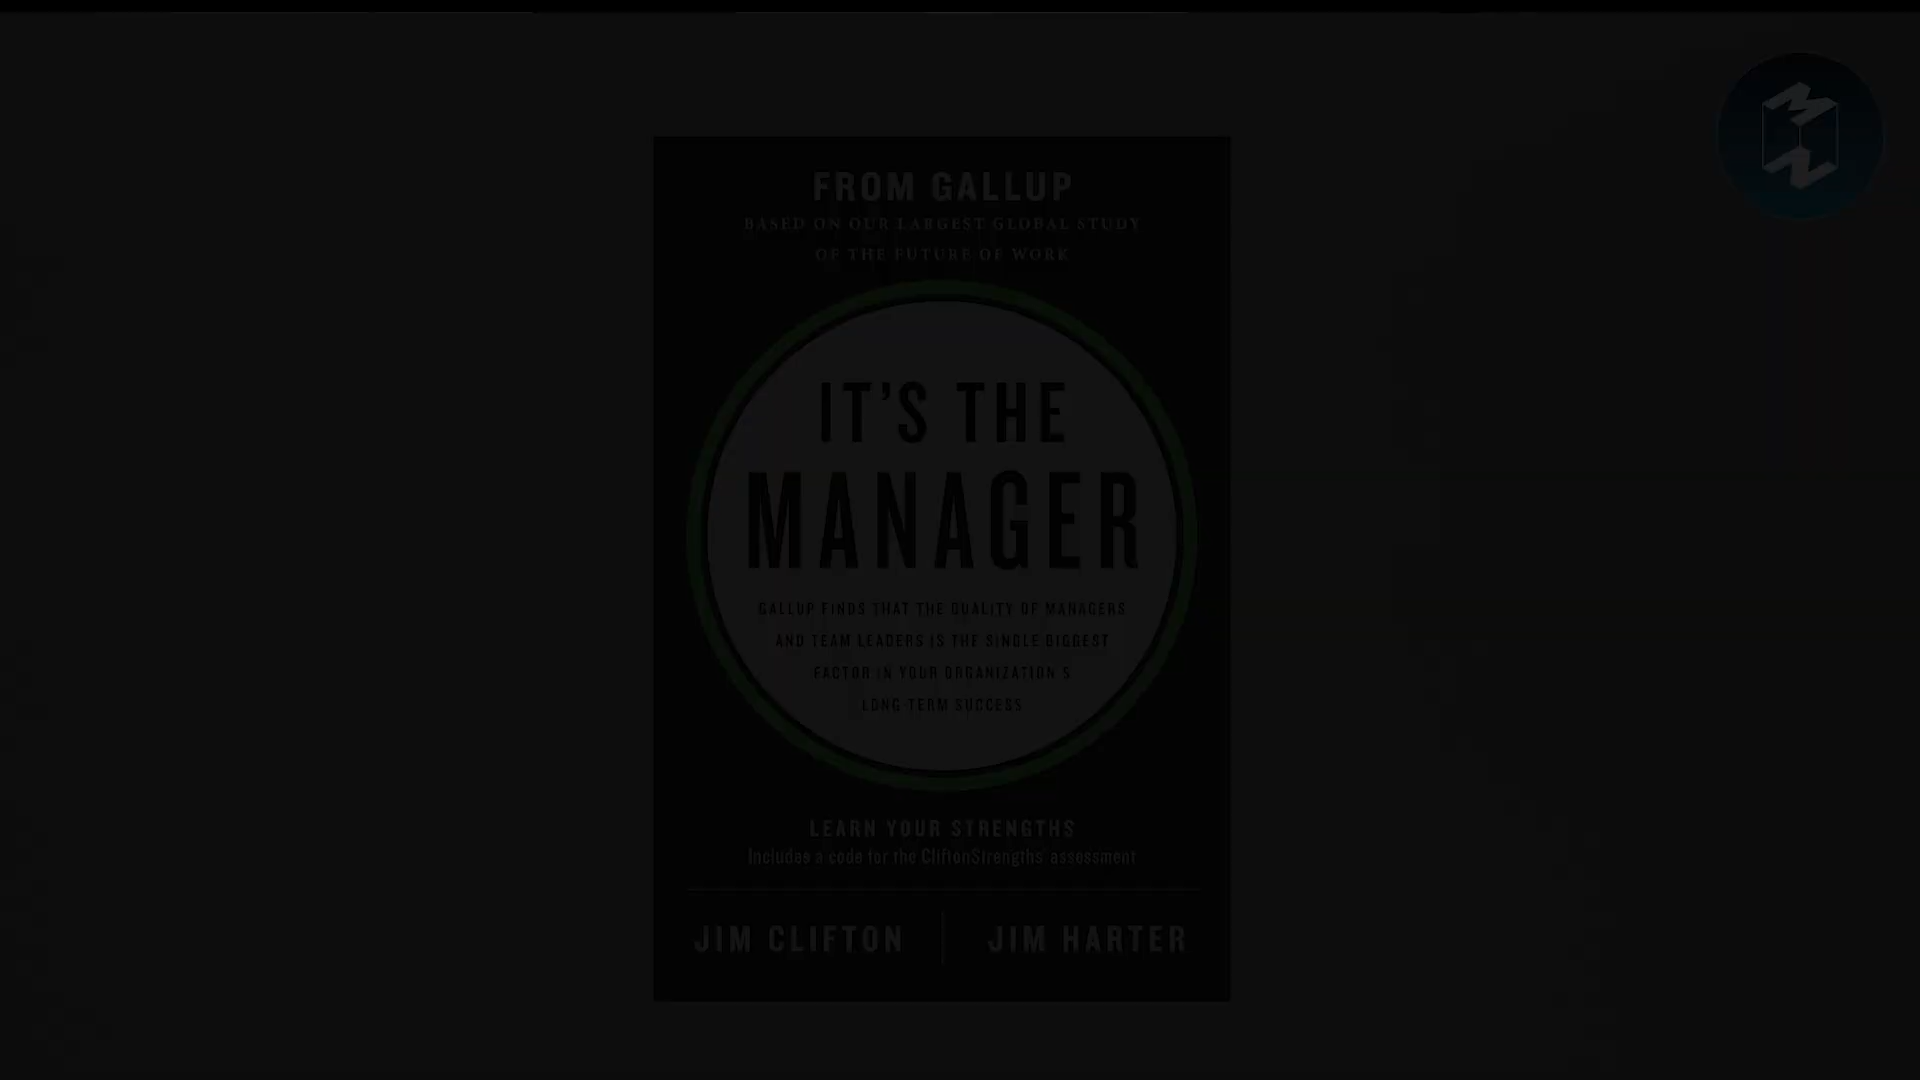 FROM GALLUP
BASED ON OUR LARGEST GLOBAL STUDY
OF THE FUTURE OF WORK
IT'S THE
MANAGER
GALLUP FINDS THAT THE QUALITY OF MANAGERS
AND TEAM LEADERS IS THE SINGLE BIGGEST
FACTOR IN YOUR ORGANIZATION S
LONG TERM SUCCESS
LEARN YOUR STRENGTHS
Includes a code for the CliftonStrengths assessment
JIM CLIFTON
JIM HARTER